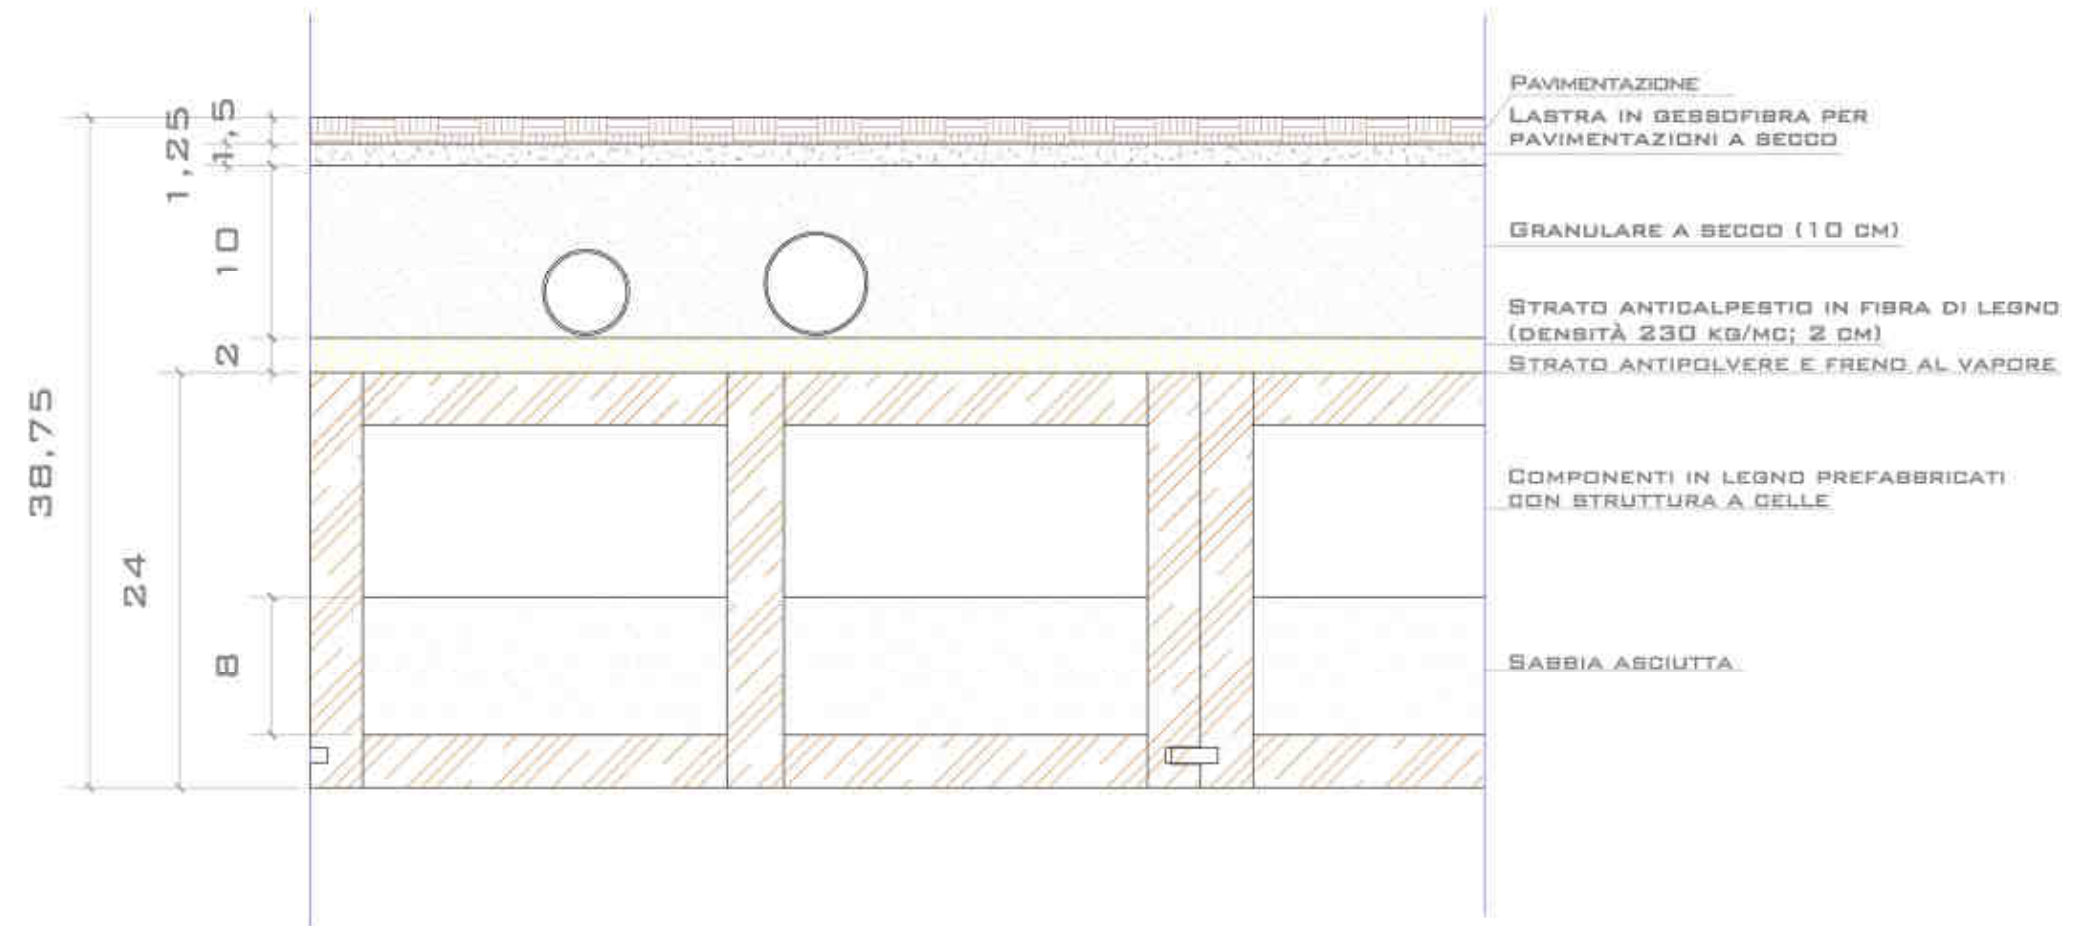 PAVIMENTAZIONE
LASTRA IN GESSOFIBRA PER
PAVIMENTAZIONI A SECCO
GRANULARE A SECCO (10 CM)
STRATO ANTICALPESTIO IN FIBRA DI LEGNO
(DENSITÀ 230 KG/MC; 2 CM)
STRATO ANTIPOLVERE E FRENO AL VAPORE
COMPONENTI IN LEGNO PREFABBRICATI
CON STRUTTURA A CELLE
SABBIA ASCIUTTA
38,75
24
1,25
1,5
10
2
8